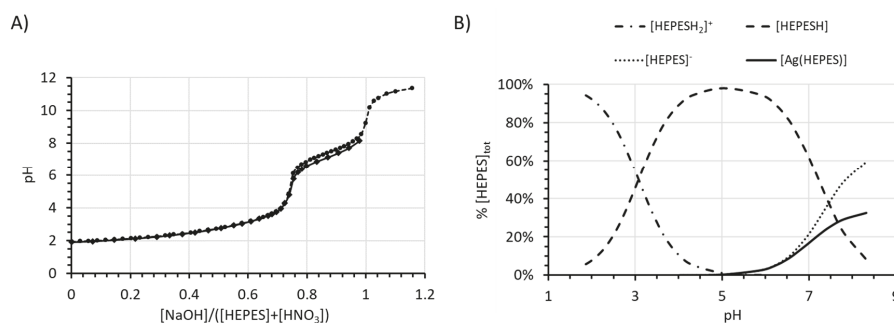 A)
12
10
8
6
4
2
0
pH
0 0.2 0.4 0.6 0.8 1 1.2
[NaOH]/([HEPES]+[HNO₃])
B)
[HEPESH₂]⁺ [HEPESH]
[HEPES]⁻ [Ag(HEPES)]
100%
80%
60%
40%
20%
0%
% [HEPES]tot
1 3 5 7 9
pH